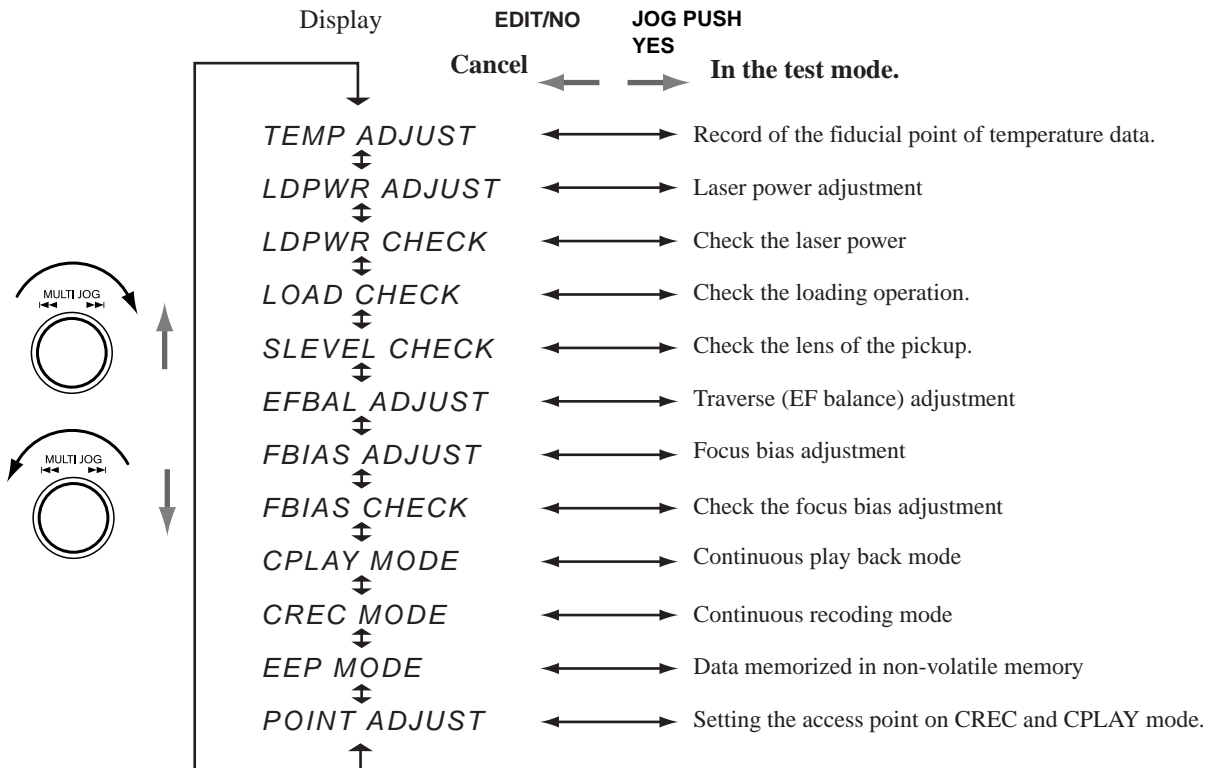 Display EDIT/NO JOG PUSH
YES
Cancel In the test mode.
TEMP ADJUST Record of the fiducial point of temperature data.
LDPWR ADJUST Laser power adjustment
LDPWR CHECK Check the laser power
LOAD CHECK Check the loading operation.
SLEVEL CHECK Check the lens of the pickup.
EFBAL ADJUST Traverse (EF balance) adjustment
FBIAS ADJUST Focus bias adjustment
FBIAS CHECK Check the focus bias adjustment
CPLAY MODE Continuous play back mode
CREC MODE Continuous recoding mode
EEP MODE Data memorized in non-volatile memory
POINT ADJUST Setting the access point on CREC and CPLAY mode.
MULTI JOG
MULTI JOG